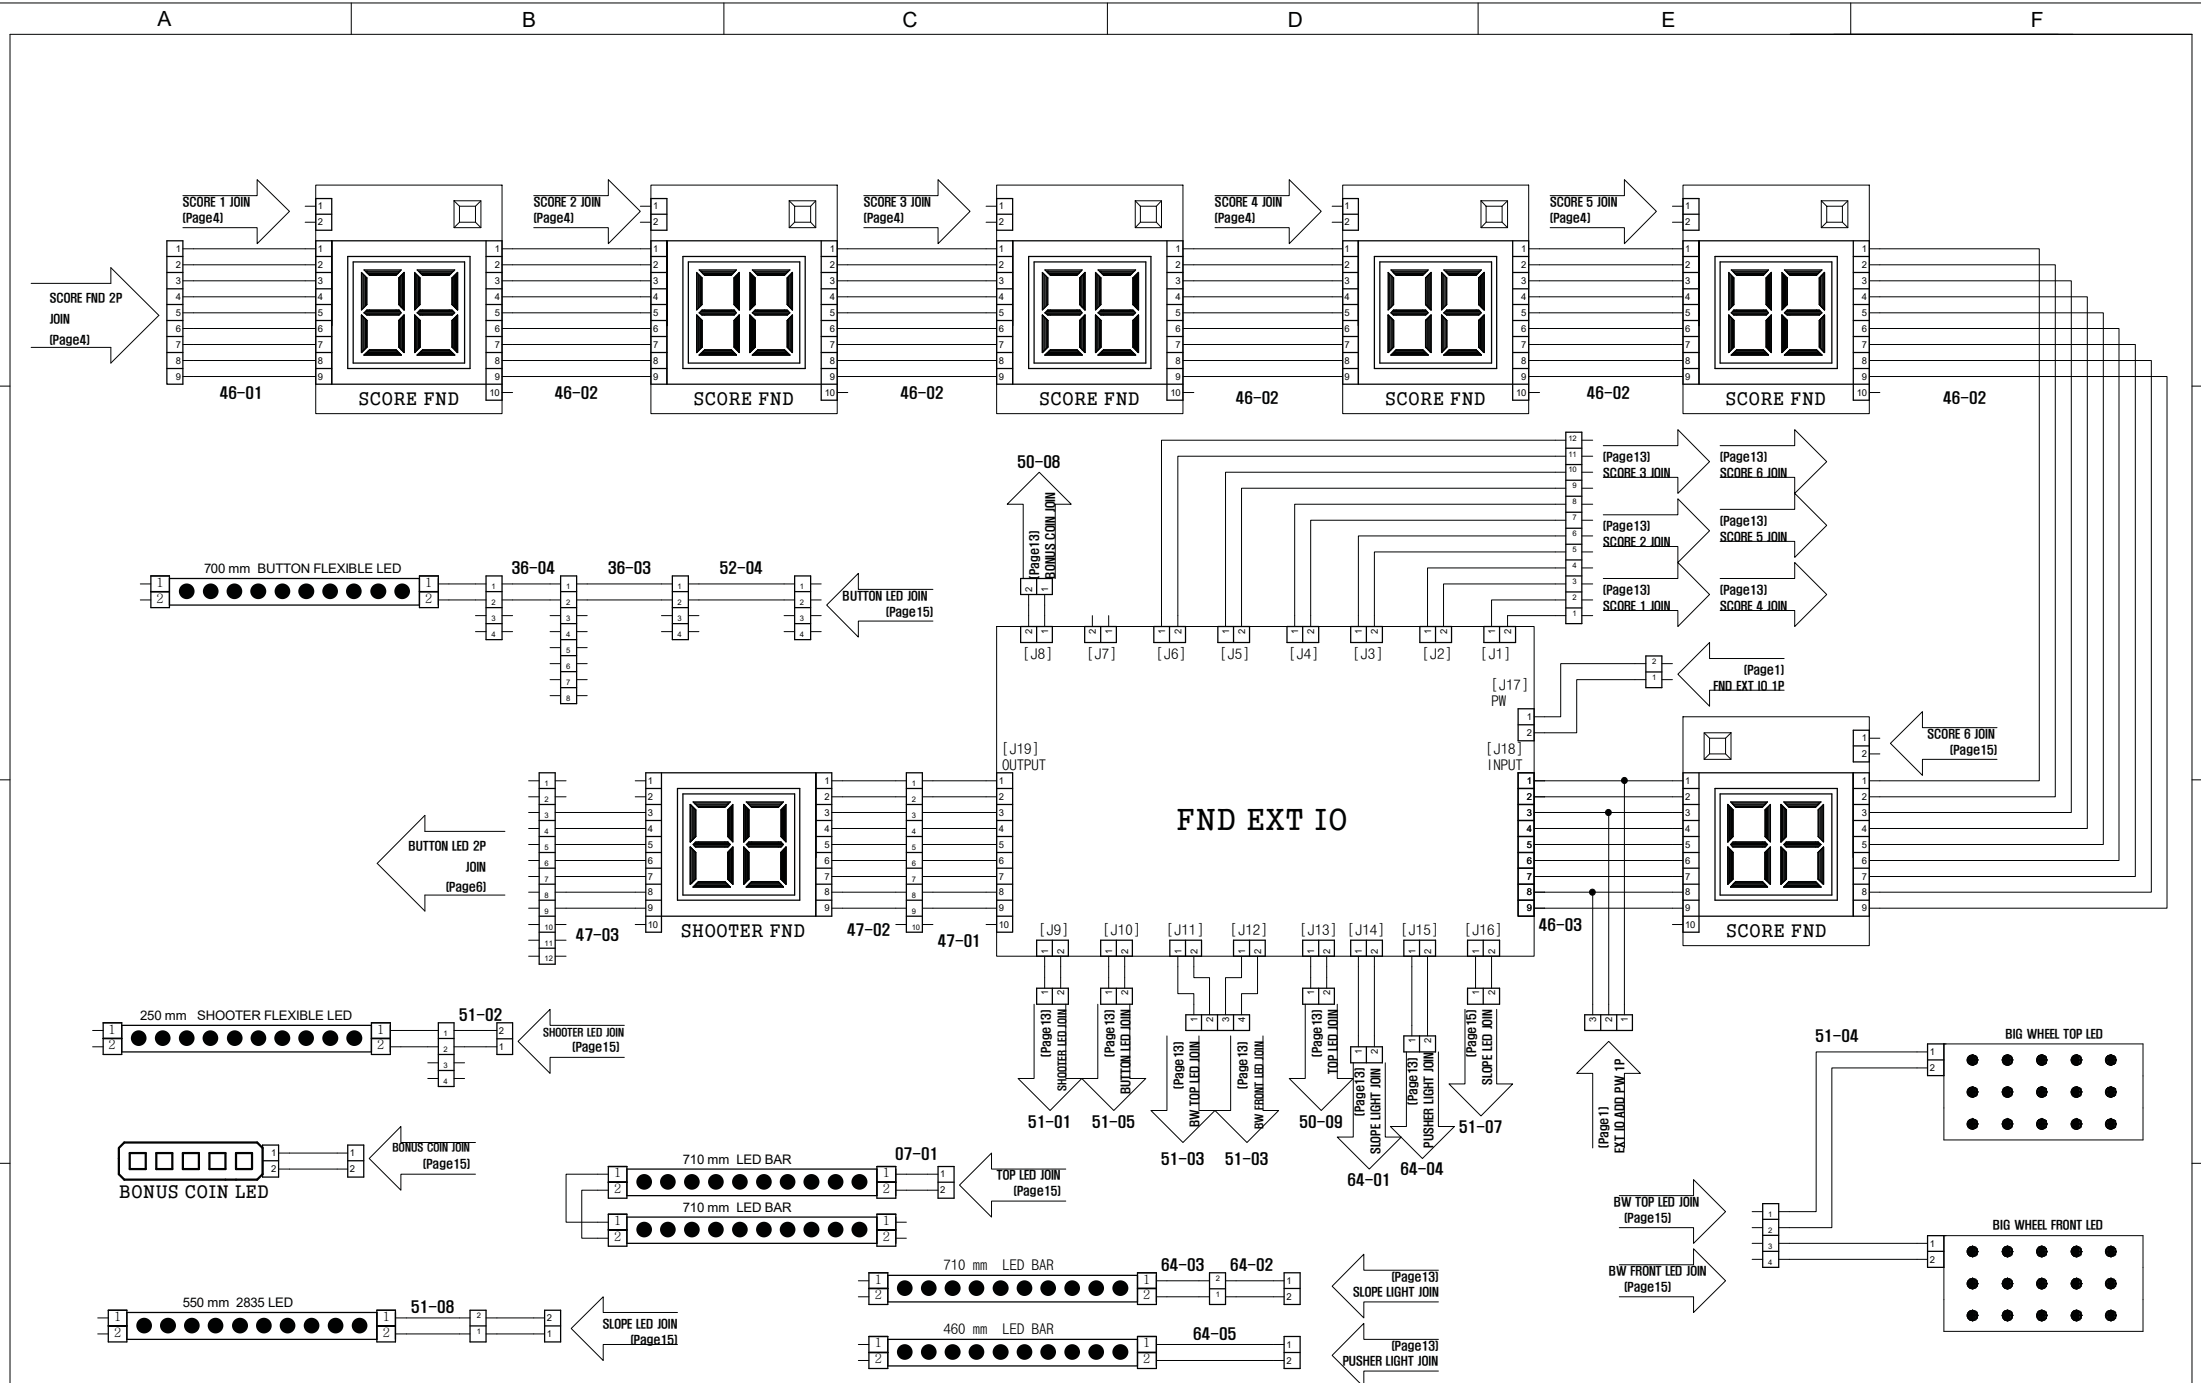 A B C D E F
SCORE 1 JOIN
(Page4)
SCORE 2 JOIN
(Page4)
SCORE 3 JOIN
(Page4)
SCORE 4 JOIN
(Page4)
SCORE 5 JOIN
(Page4)
SCORE FND 2P
JOIN
(Page4)
46-01
SCORE FND
46-02
SCORE FND
46-02
SCORE FND
46-02
SCORE FND
46-02
SCORE FND
46-02
50-08
(Page13)
BONUS COIN JOIN
(Page13)
SCORE 3 JOIN
(Page13)
SCORE 6 JOIN
(Page13)
SCORE 2 JOIN
(Page13)
SCORE 5 JOIN
(Page13)
SCORE 1 JOIN
(Page13)
SCORE 4 JOIN
700 mm BUTTON FLEXIBLE LED
36-04
36-03
52-04
BUTTON LED JOIN
(Page15)
[J8] [J7] [J6] [J5] [J4] [J3] [J2] [J1]
(Page1)
FND EXT IO 1P
[J17]
PW
[J18]
INPUT
[J19]
OUTPUT
FND EXT IO
SCORE 6 JOIN
(Page15)
SCORE FND
46-03
BUTTON LED 2P
JOIN
(Page6)
47-03
SHOOTER FND
47-02
47-01
[J9] [J10] [J11] [J12] [J13] [J14] [J15] [J16]
(Page13)
SHOOTER LED JOIN
51-01
(Page13)
BUTTON LED JOIN
51-05
(Page13)
BW TOP LED JOIN
51-03
(Page13)
BW FRONT LED JOIN
51-03
(Page13)
TOP LED JOIN
50-09
(Page13)
SLOPE LIGHT JOIN
64-01
(Page13)
PUSHER LIGHT JOIN
64-04
(Page15)
SLOPE LED JOIN
51-07
(Page1)
EXT IO ADD PW 1P
250 mm SHOOTER FLEXIBLE LED
51-02
SHOOTER LED JOIN
(Page15)
BONUS COIN LED
BONUS COIN JOIN
(Page15)
710 mm LED BAR
07-01
TOP LED JOIN
(Page15)
710 mm LED BAR
550 mm 2835 LED
51-08
SLOPE LED JOIN
(Page15)
710 mm LED BAR
64-03
64-02
(Page13)
SLOPE LIGHT JOIN
460 mm LED BAR
64-05
(Page13)
PUSHER LIGHT JOIN
51-04
BIG WHEEL TOP LED
BW TOP LED JOIN
(Page15)
BW FRONT LED JOIN
(Page15)
BIG WHEEL FRONT LED